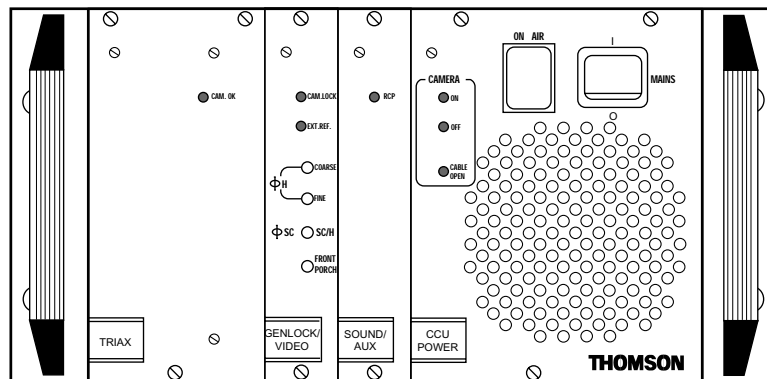 ON AIR
I
MAINS
O
CAMERA
ON
OFF
CABLE
OPEN
CAM. OK
CAM.LOCK
EXT.REF.
RCP
COARSE
ΦH
FINE
ΦSC
SC/H
FRONT
PORCH
TRIAX
GENLOCK/
VIDEO
SOUND/
AUX
CCU
POWER
THOMSON